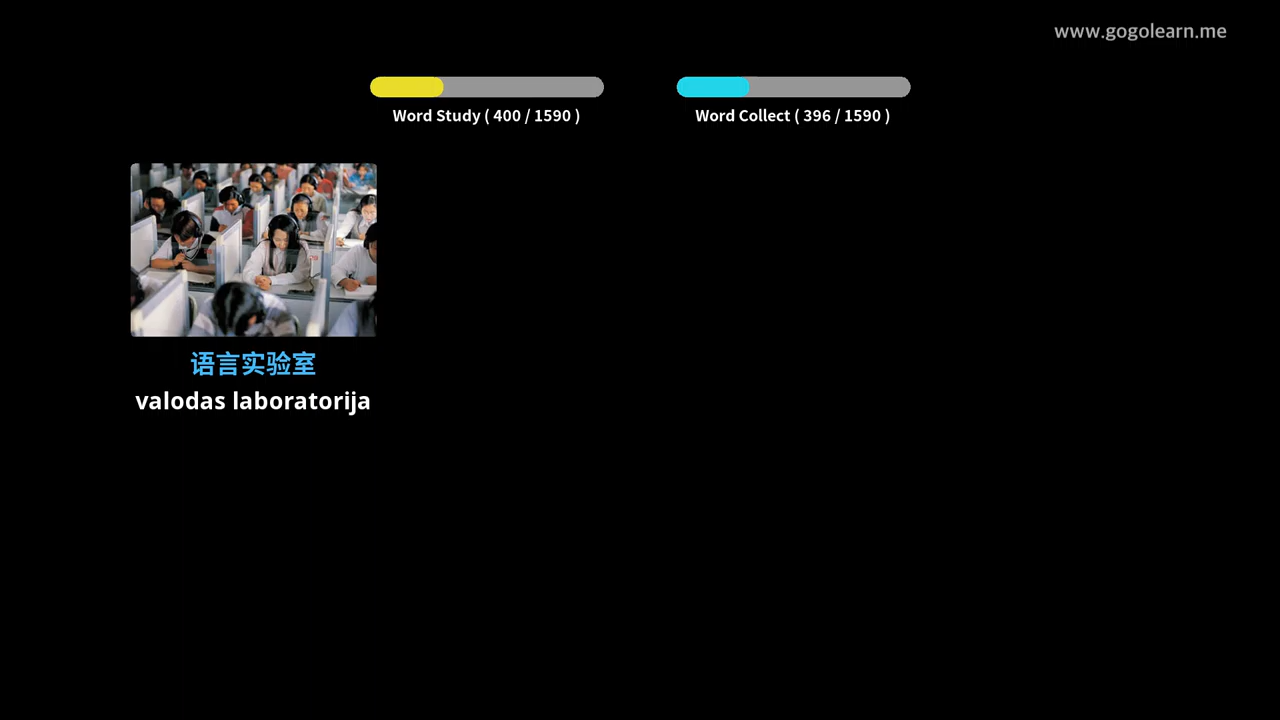 www.gogolearn.me
Word Study ( 400 / 1590 )
Word Collect ( 396 / 1590 )
语言实验室
valodas laboratorija